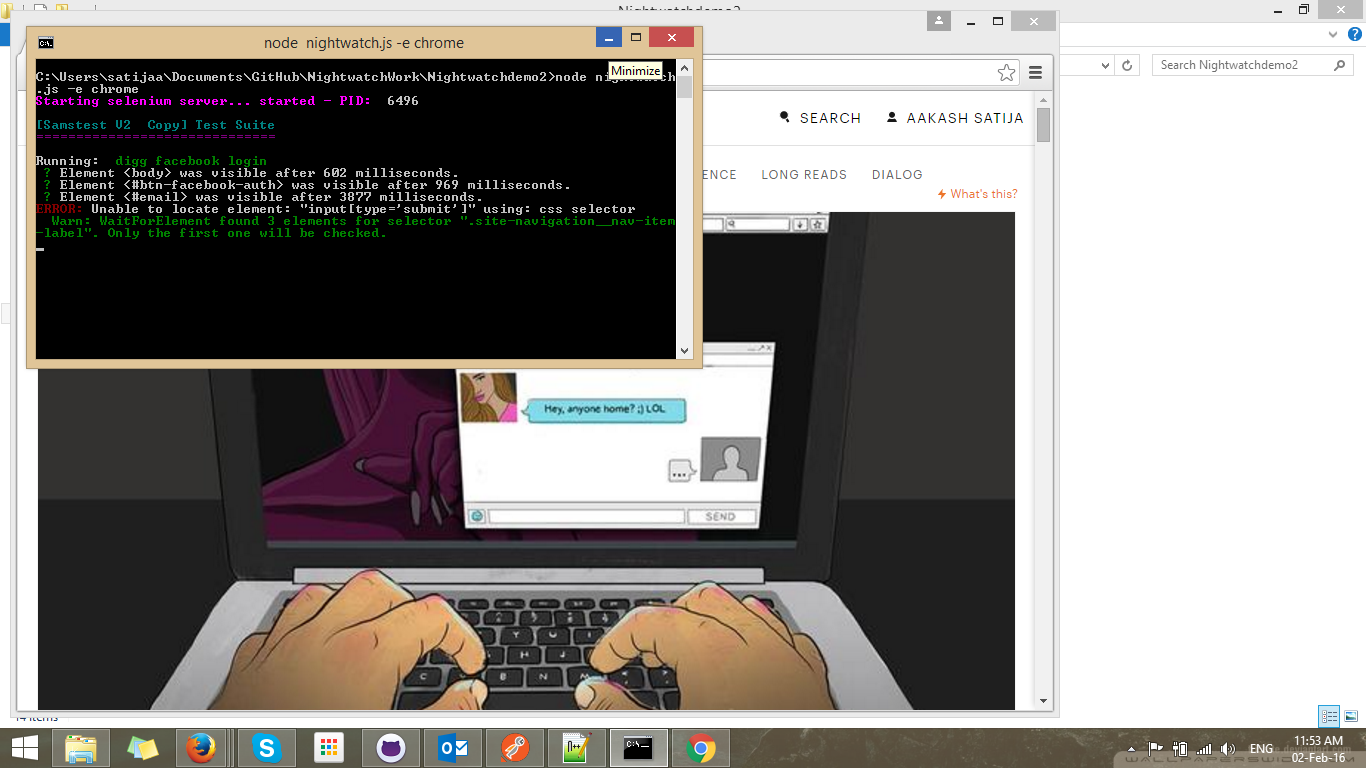 Nightwatchdemo2
node  nightwatch.js -e chrome
Minimize
C:\Users\satijaa\Documents\GitHub\NightwatchWork\Nightwatchdemo2>node nightwatch
.js -e chrome
Starting selenium server... started - PID:  6496
[Samstest V2  Copy] Test Suite
==============================
Running:  digg facebook login
? Element <body> was visible after 602 milliseconds.
? Element <#btn-facebook-auth> was visible after 969 milliseconds.
? Element <#email> was visible after 3877 milliseconds.
ERROR: Unable to locate element: "input[type='submit']" using: css selector
Warn: WaitForElement found 3 elements for selector ".site-navigation__nav-item
-label". Only the first one will be checked.
Search Nightwatchdemo2
SEARCH
AAKASH SATIJA
ENCE
LONG READS
DIALOG
What's this?
Hey, anyone home? ;) LOL
...
SEND
C V B N M
H J
Y U I
14 items
ENG
11:53 AM
02-Feb-16